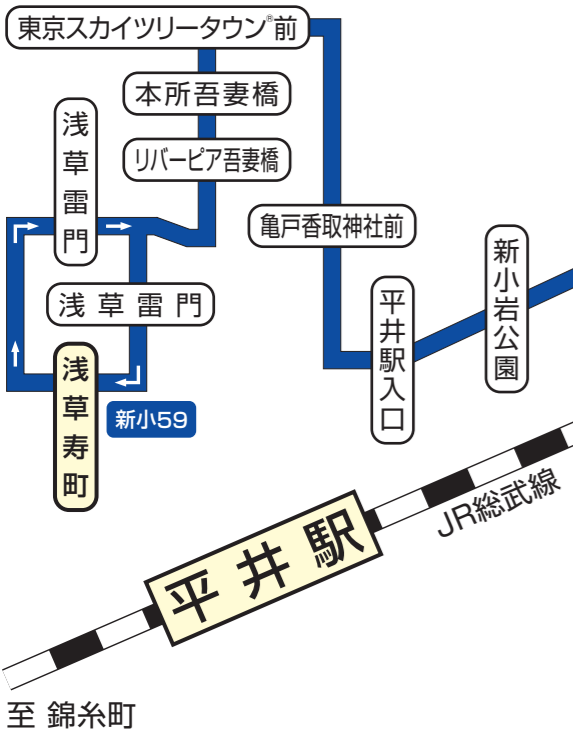 東京スカイツリータウン®前
本所吾妻橋
リバーピア吾妻橋
浅草雷門
亀戸香取神社前
新小岩公園
浅草雷門
平井駅入口
浅草寿町
新小59
JR総武線
平井駅
至 錦糸町